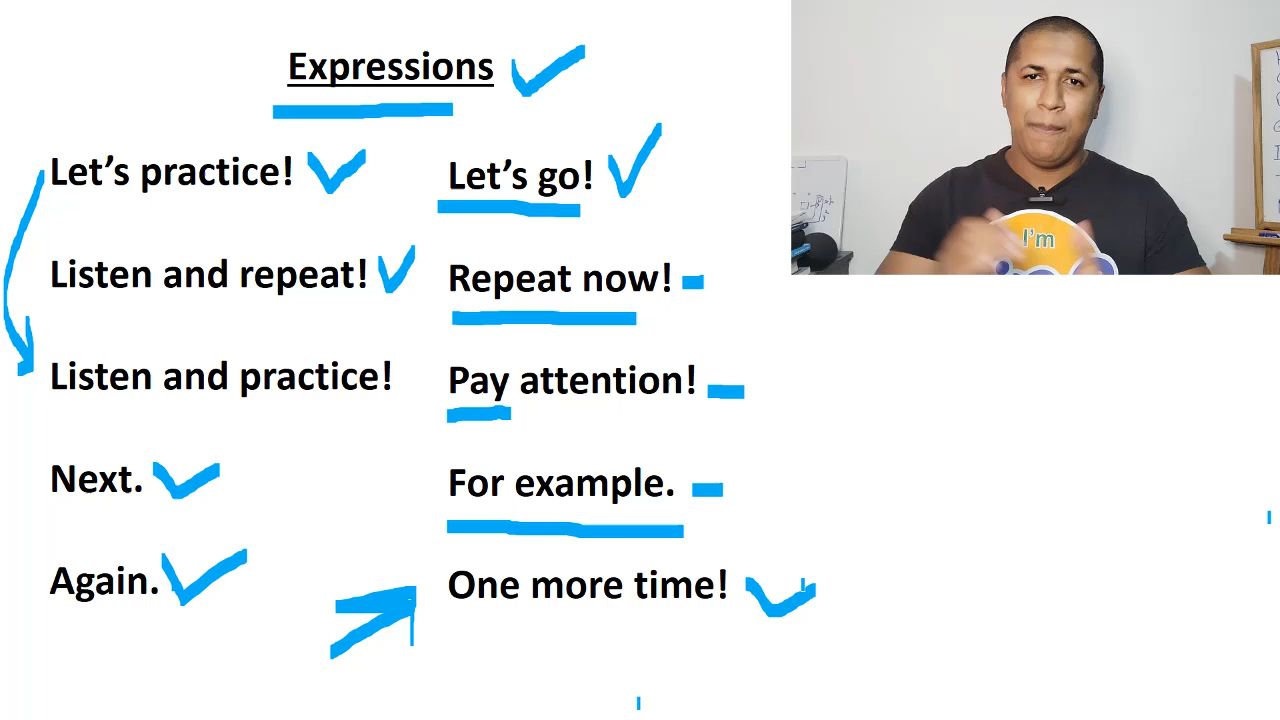 Expressions
Let's practice!
Listen and repeat!
Listen and practice!
Next.
Again.
Let's go!
Repeat now!
Pay attention!
For example.
One more time!
I'm